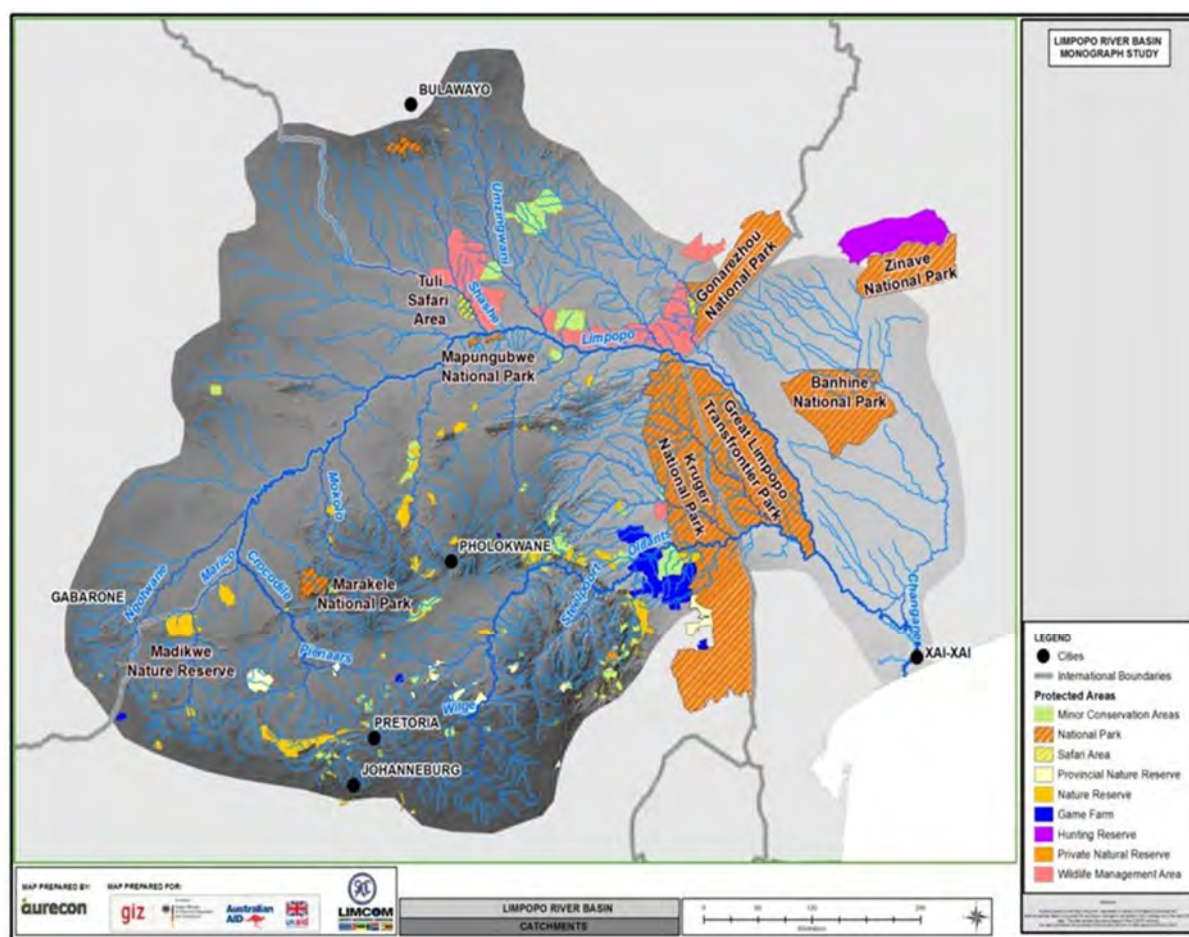 LIMPOPO RIVER BASIN
MONOGRAPH STUDY
BULAWAYO
Umzingwani
Tuli
Safari
Area
Shashe
Gonarezhou
National Park
Zinave
National Park
Limpopo
Mapungubwe
National Park
Banhine
National Park
Great Limpopo
Transfrontier Park
Kruger
National Park
Mokolo
PHOLOKWANE
Olifants
Steelpoort
GABARONE
Ngotwane
Marico
Crocodile
Marakele
National Park
Changane
XAI-XAI
Madikwe
Nature Reserve
Pienaars
Wilge
PRETORIA
JOHANNEBURG
LEGEND
Cities
International Boundaries
Protected Areas
Minor Conservation Areas
National Park
Safari Area
Provincial Nature Reserve
Nature Reserve
Game Farm
Hunting Reserve
Private Natural Reserve
Wildlife Management Area
MAP PREPARED BY:
aurecon
MAP PREPARED FOR:
giz
Australian
AID
UKaid
LIMCOM
LIMPOPO RIVER BASIN
CATCHMENTS